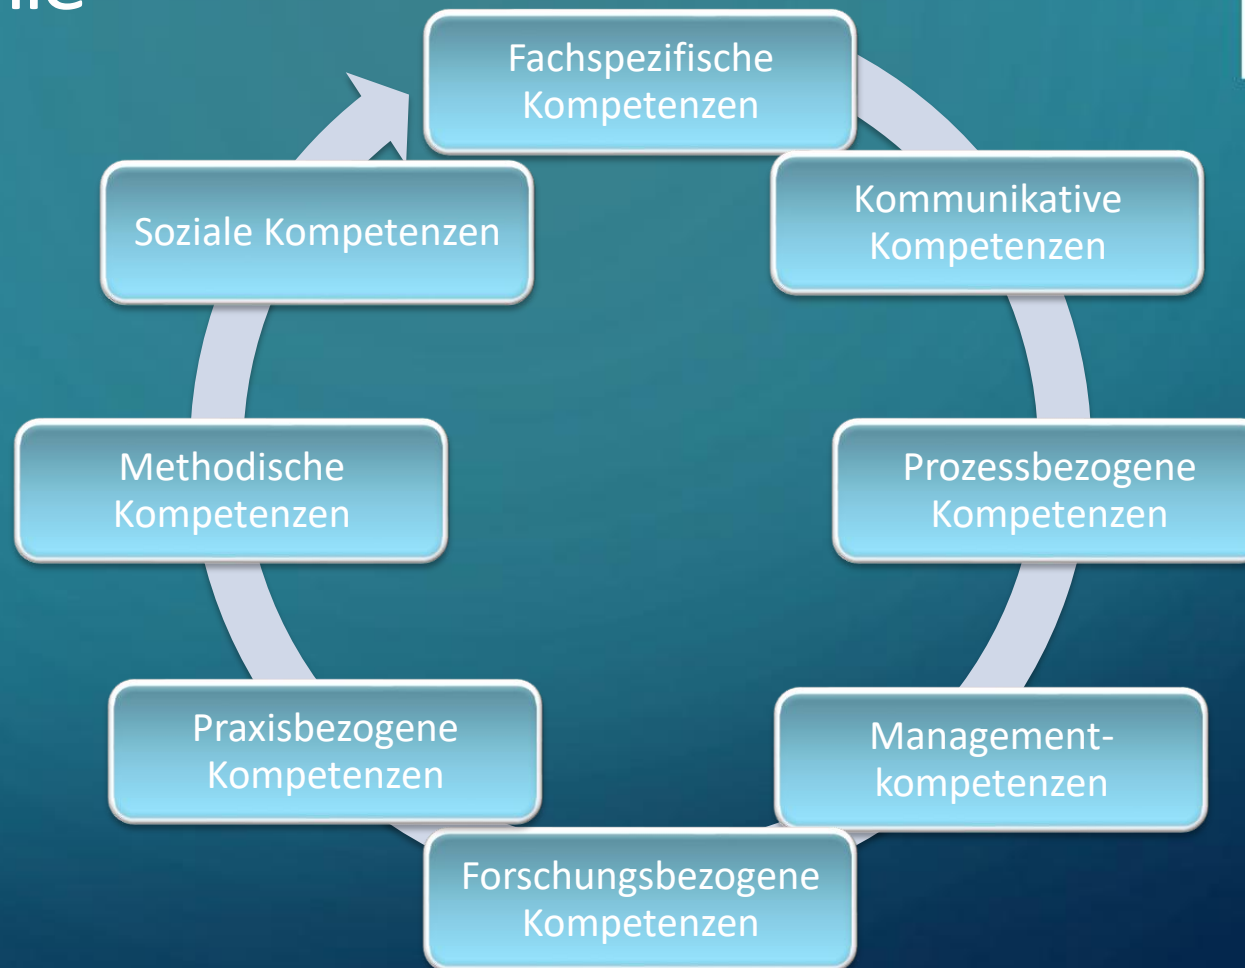 Fachspezifische
Kompetenzen
Kommunikative
Kompetenzen
Prozessbezogene
Kompetenzen
Management-
kompetenzen
Forschungsbezogene
Kompetenzen
Praxisbezogene
Kompetenzen
Methodische
Kompetenzen
Soziale Kompetenzen